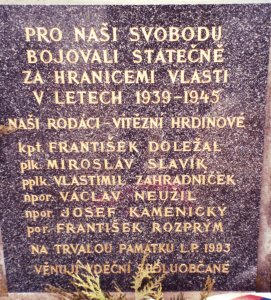 PRO NAŠI SVOBODU
BOJOVALI STATEČNĚ
ZA HRANICEMI VLASTI
V LETECH 1939-1945
NAŠI RODÁCI-VÍTĚZNÍ HRDINOVÉ
kpt. FRANTIŠEK DOLEŽAL
plk. MIROSLAV SLAVÍK
pplk. VLASTIMIL ZAHRADNÍČEK
npor. VÁCLAV NEUŽIL
npor. JOSEF KAMENICKÝ
por. FRANTIŠEK ROZPRÝM
NA TRVALOU PAMÁTKU L.P. 1993
VĚNUJÍ VDĚČNÍ SPOLUOBČANÉ